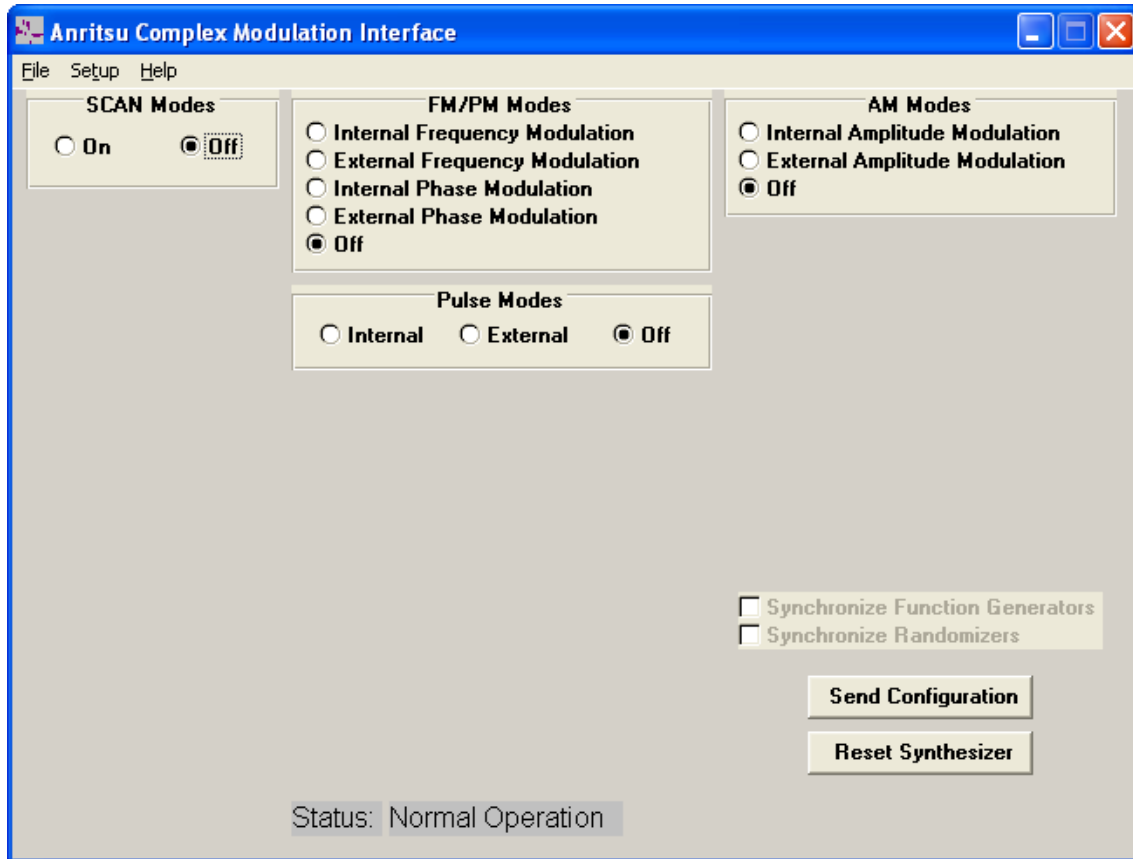 Anritsu Complex Modulation Interface
File Setup Help
SCAN Modes
On Off
FM/PM Modes
Internal Frequency Modulation
External Frequency Modulation
Internal Phase Modulation
External Phase Modulation
Off
AM Modes
Internal Amplitude Modulation
External Amplitude Modulation
Off
Pulse Modes
Internal External Off
Synchronize Function Generators
Synchronize Randomizers
Send Configuration
Reset Synthesizer
Status: Normal Operation